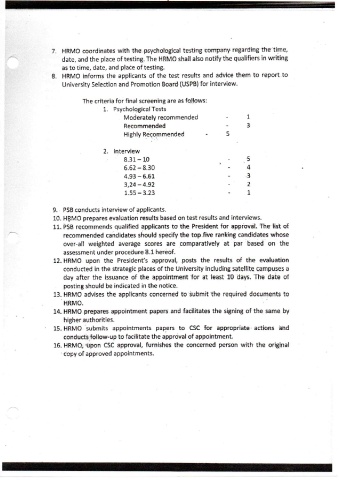 7. HRMO coordinates with the psychological testing company regarding the time,
date, and the place of testing. The HRMO shall also notify the qualifiers in writing
as to time, date, and place of testing.
8. HRMO informs the applicants of the test results and advice them to report to
University Selection and Promotion Board (USPB) for interview.
The criteria for final screening are as follows:
1. Psychological Tests
Moderately recommended - 1
Recommended - 3
Highly Recommended - 5
2. Interview
8.31 – 10 - 5
6.62 – 8.30 - 4
4.93 – 6.61 - 3
3,24 – 4.92 - 2
1.55 – 3.23 - 1
9. PSB conducts interview of applicants.
10. HRMO prepares evaluation results based on test results and interviews.
11. PSB recommends qualified applicants to the President for approval. The list of
recommended candidates should specify the top five ranking candidates whose
over-all weighted average scores are comparatively at par based on the
assessment under procedure 8.1 hereof.
12. HRMO upon the President's approval, posts the results of the evaluation
conducted in the strategic places of the University including satellite campuses a
day after the issuance of the appointment for at least 10 days. The date of
posting should be indicated in the notice.
13. HRMO advises the applicants concerned to submit the required documents to
HRMO.
14. HRMO prepares appointment papers and facilitates the signing of the same by
higher authorities.
15. HRMO submits appointments papers to CSC for appropriate actions and
conducts follow-up to facilitate the approval of appointment.
16. HRMO, upon CSC approval, furnishes the concerned person with the original
copy of approved appointments.